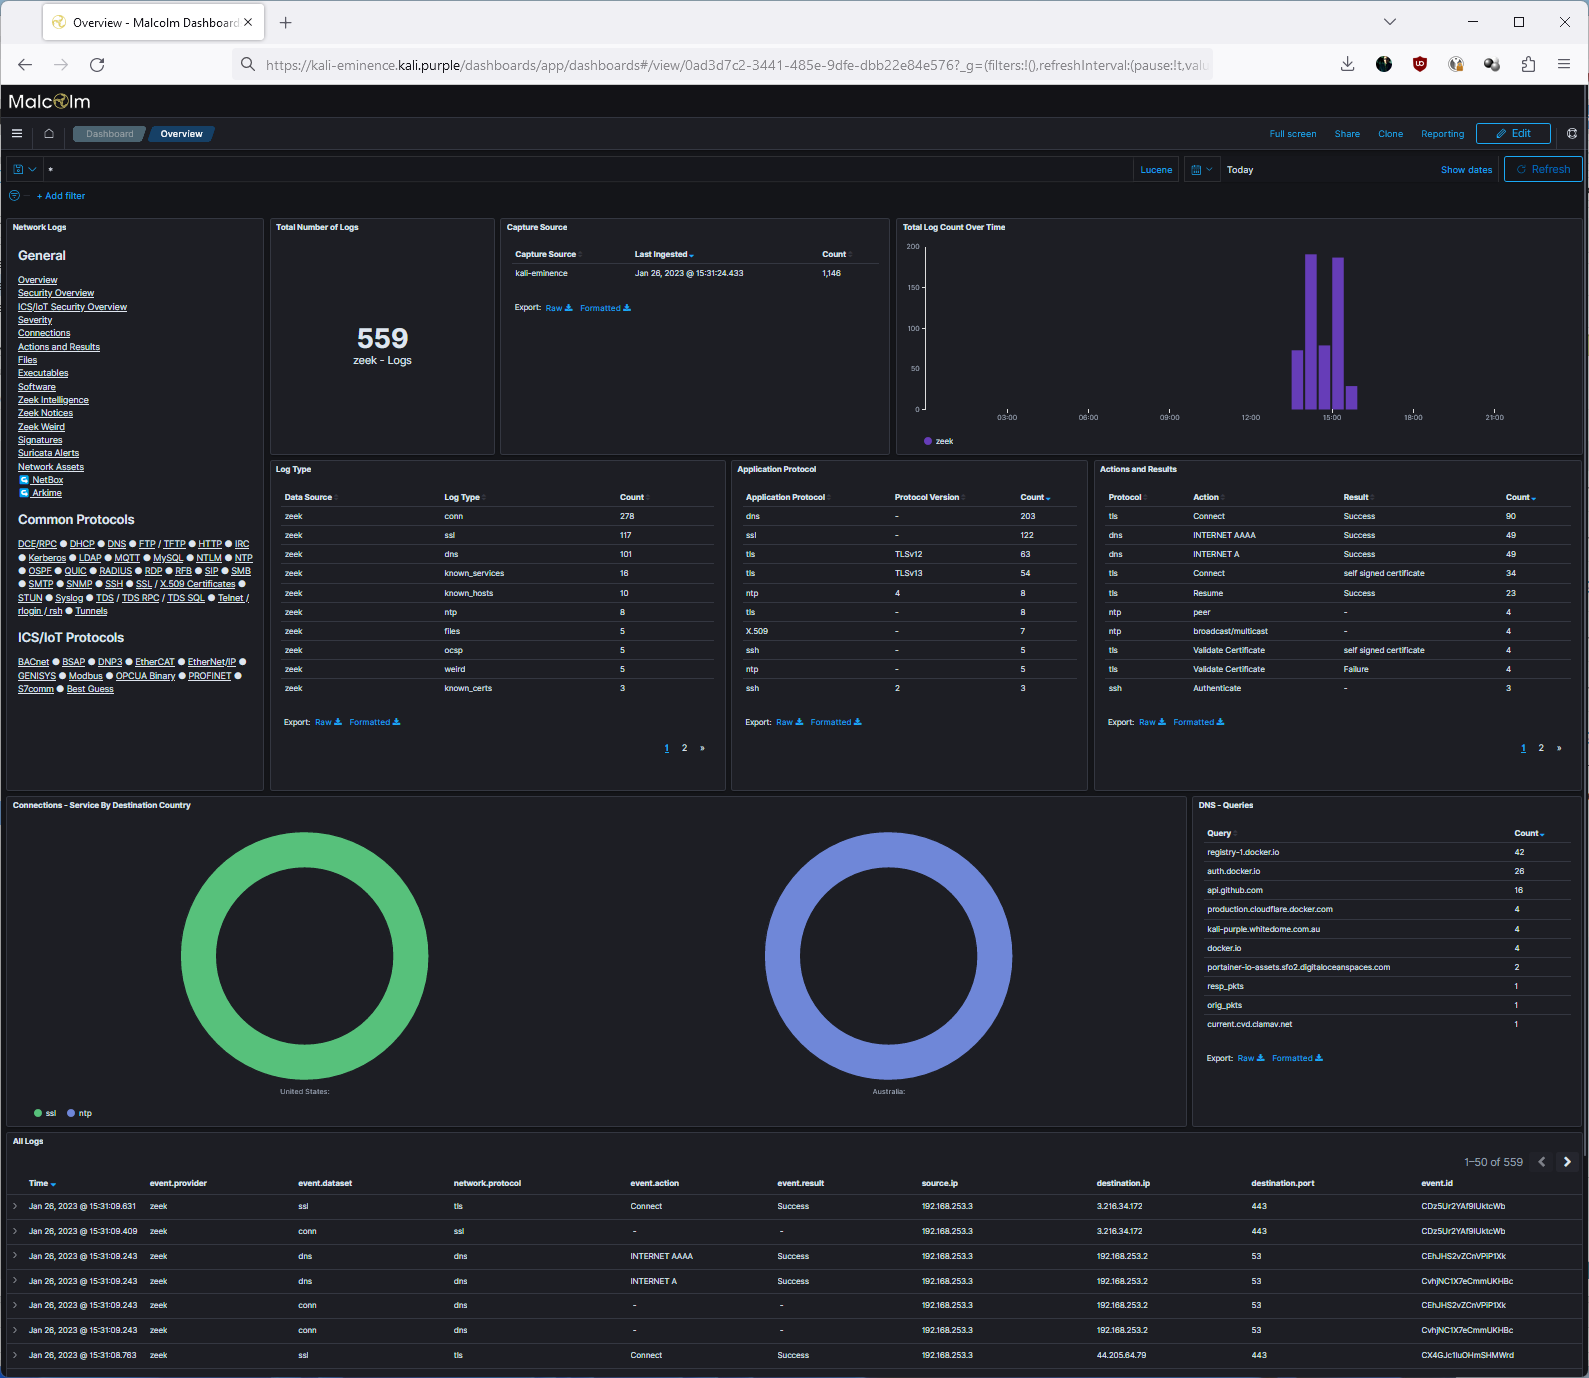 Overview - Malcolm Dashboard
https://kali-eminence.kali.purple/dashboards/app/dashboards#/view/0ad3d7c2-3441-485e-9dfe-dbb22e84e576?_g=(filters:!(),refreshInterval:(pause:!t,valu
Malcolm
Dashboard Overview Full screen Share Clone Reporting Edit
* Lucene Today Show dates Refresh
+ Add filter
Network Logs
General
Overview
Security Overview
ICS/IoT Security Overview
Severity
Connections
Actions and Results
Files
Executables
Software
Zeek Intelligence
Zeek Notices
Zeek Weird
Signatures
Suricata Alerts
Network Assets
NetBox
Arkime
Common Protocols
DCE/RPC ● DHCP ● DNS ● FTP / TFTP ● HTTP ● IRC
● Kerberos ● LDAP ● MQTT ● MySQL ● NTLM ● NTP
● OSPF ● QUIC ● RADIUS ● RDP ● RFB ● SIP ● SMB
● SMTP ● SNMP ● SSH ● SSL / X.509 Certificates ●
STUN ● Syslog ● TDS / TDS RPC / TDS SQL ● Telnet /
rlogin / rsh ● Tunnels
ICS/IoT Protocols
BACnet ● BSAP ● DNP3 ● EtherCAT ● EtherNet/IP ●
GENISYS ● Modbus ● OPCUA Binary ● PROFINET ●
S7comm ● Best Guess
Total Number of Logs
559
zeek - Logs
Capture Source
Capture Source Last Ingested Count
kali-eminence Jan 26, 2023 @ 15:31:24.433 1,146
Export: Raw Formatted
Total Log Count Over Time
200
150
100
50
0
03:00 06:00 09:00 12:00 15:00 18:00 21:00
zeek
Log Type
Data Source Log Type Count
zeek conn 278
zeek ssl 117
zeek dns 101
zeek known_services 16
zeek known_hosts 10
zeek ntp 8
zeek files 5
zeek ocsp 5
zeek weird 5
zeek known_certs 3
Export: Raw Formatted
1 2 »
Application Protocol
Application Protocol Protocol Version Count
dns - 203
ssl - 122
tls TLSv12 63
tls TLSv13 54
ntp 4 8
tls - 8
X.509 - 7
ssh - 5
ntp - 5
ssh 2 3
Export: Raw Formatted
Actions and Results
Protocol Action Result Count
tls Connect Success 90
dns INTERNET AAAA Success 49
dns INTERNET A Success 49
tls Connect self signed certificate 34
tls Resume Success 23
ntp peer - 4
ntp broadcast/multicast - 4
tls Validate Certificate self signed certificate 4
tls Validate Certificate Failure 4
ssh Authenticate - 3
Export: Raw Formatted
1 2 »
Connections - Service By Destination Country
United States: Australia:
ssl ntp
DNS - Queries
Query Count
registry-1.docker.io 42
auth.docker.io 26
api.github.com 16
production.cloudflare.docker.com 4
kali-purple.whitedome.com.au 4
docker.io 4
portainer-io-assets.sfo2.digitaloceanspaces.com 2
resp_pkts 1
orig_pkts 1
current.cvd.clamav.net 1
Export: Raw Formatted
All Logs
1–50 of 559
Time event.provider event.dataset network.protocol event.action event.result source.ip destination.ip destination.port event.id
Jan 26, 2023 @ 15:31:09.631 zeek ssl tls Connect Success 192.168.253.3 3.216.34.172 443 CDz5Ur2YAf9IUktcWb
Jan 26, 2023 @ 15:31:09.409 zeek conn ssl - - 192.168.253.3 3.216.34.172 443 CDz5Ur2YAf9IUktcWb
Jan 26, 2023 @ 15:31:09.243 zeek dns dns INTERNET AAAA Success 192.168.253.3 192.168.253.2 53 CEhJHS2vZCnVPiP1Xk
Jan 26, 2023 @ 15:31:09.243 zeek dns dns INTERNET A Success 192.168.253.3 192.168.253.2 53 CvhjNC1X7eCmmUKHBc
Jan 26, 2023 @ 15:31:09.243 zeek conn dns - - 192.168.253.3 192.168.253.2 53 CEhJHS2vZCnVPiP1Xk
Jan 26, 2023 @ 15:31:09.243 zeek conn dns - - 192.168.253.3 192.168.253.2 53 CvhjNC1X7eCmmUKHBc
Jan 26, 2023 @ 15:31:08.763 zeek ssl tls Connect Success 192.168.253.3 44.205.64.79 443 CX4GJc1IuOHmSHMWrd